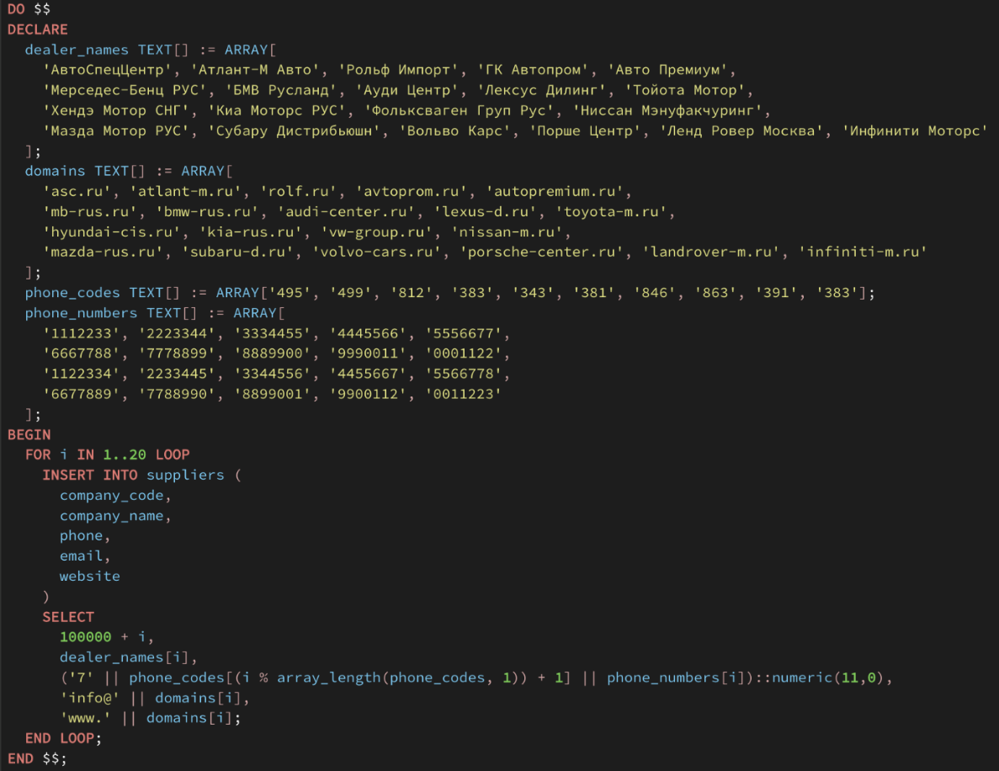 DO $$
DECLARE
  dealer_names TEXT[] := ARRAY[
    'АвтоСпецЦентр', 'Атлант-М Авто', 'Рольф Импорт', 'ГК Автопром', 'Авто Премиум',
    'Мерседес-Бенц РУС', 'БМВ Русланд', 'Ауди Центр', 'Лексус Дилинг', 'Тойота Мотор',
    'Хендэ Мотор СНГ', 'Киа Моторс РУС', 'Фольксваген Груп Рус', 'Ниссан Мэнуфакчуринг',
    'Мазда Мотор РУС', 'Субару Дистрибьюшн', 'Вольво Карс', 'Порше Центр', 'Ленд Ровер Москва', 'Инфинити Моторс'
  ];
  domains TEXT[] := ARRAY[
    'asc.ru', 'atlant-m.ru', 'rolf.ru', 'avtoprom.ru', 'autopremium.ru',
    'mb-rus.ru', 'bmw-rus.ru', 'audi-center.ru', 'lexus-d.ru', 'toyota-m.ru',
    'hyundai-cis.ru', 'kia-rus.ru', 'vw-group.ru', 'nissan-m.ru',
    'mazda-rus.ru', 'subaru-d.ru', 'volvo-cars.ru', 'porsche-center.ru', 'landrover-m.ru', 'infiniti-m.ru'
  ];
  phone_codes TEXT[] := ARRAY['495', '499', '812', '383', '343', '381', '846', '863', '391', '383'];
  phone_numbers TEXT[] := ARRAY[
    '1112233', '2223344', '3334455', '4445566', '5556677',
    '6667788', '7778899', '8889900', '9990011', '0001122',
    '1122334', '2233445', '3344556', '4455667', '5566778',
    '6677889', '7788990', '8899001', '9900112', '0011223'
  ];
BEGIN
  FOR i IN 1..20 LOOP
    INSERT INTO suppliers (
      company_code,
      company_name,
      phone,
      email,
      website
    )
    SELECT
      100000 + i,
      dealer_names[i],
      ('7' || phone_codes[(i % array_length(phone_codes, 1)) + 1] || phone_numbers[i])::numeric(11,0),
      'info@' || domains[i],
      'www.' || domains[i];
  END LOOP;
END $$;